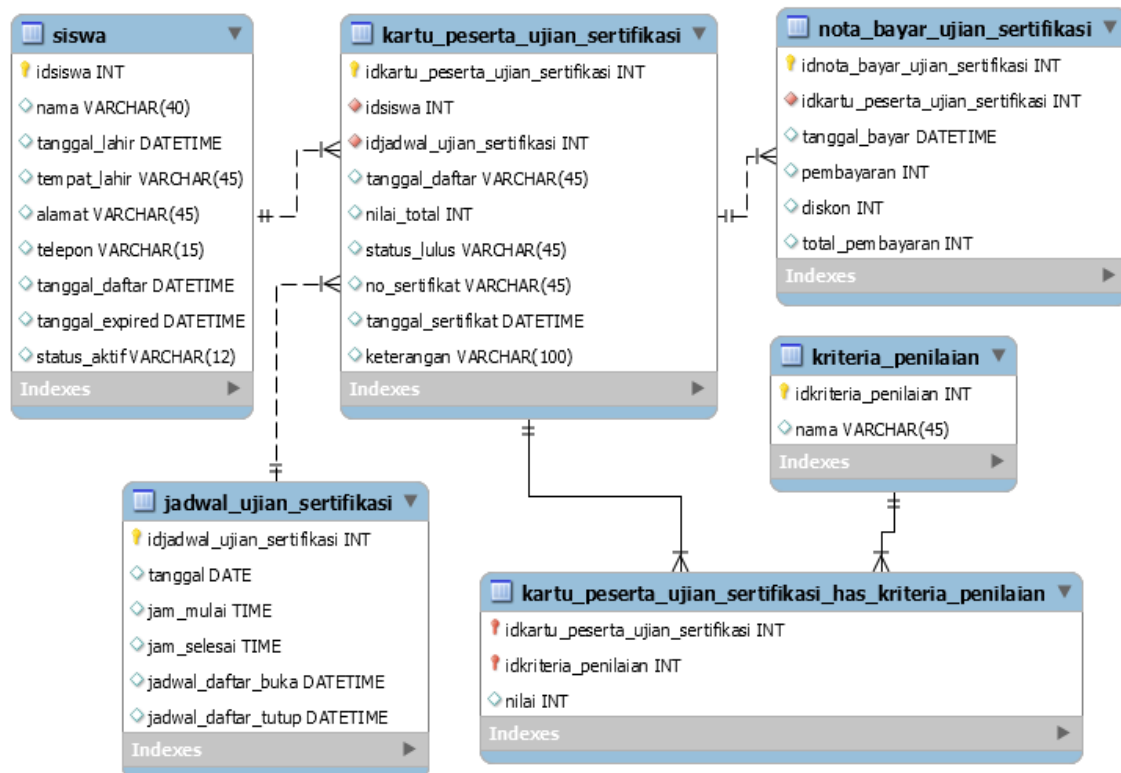 siswa
idsiswa INT
nama VARCHAR(40)
tanggal_lahir DATETIME
tempat_lahir VARCHAR(45)
alamat VARCHAR(45)
telepon VARCHAR(15)
tanggal_daftar DATETIME
tanggal_expired DATETIME
status_aktif VARCHAR(12)
Indexes
kartu_peserta_ujian_sertifikasi
idkartu_peserta_ujian_sertifikasi INT
idsiswa INT
idjadwal_ujian_sertifikasi INT
tanggal_daftar VARCHAR(45)
nilai_total INT
status_lulus VARCHAR(45)
no_sertifikat VARCHAR(45)
tanggal_sertifikat DATETIME
keterangan VARCHAR(100)
Indexes
nota_bayar_ujian_sertifikasi
idnota_bayar_ujian_sertifikasi INT
idkartu_peserta_ujian_sertifikasi INT
tanggal_bayar DATETIME
pembayaran INT
diskon INT
total_pembayaran INT
Indexes
kriteria_penilaian
idkriteria_penilaian INT
nama VARCHAR(45)
Indexes
jadwal_ujian_sertifikasi
idjadwal_ujian_sertifikasi INT
tanggal DATE
jam_mulai TIME
jam_selesai TIME
jadwal_daftar_buka DATETIME
jadwal_daftar_tutup DATETIME
Indexes
kartu_peserta_ujian_sertifikasi_has_kriteria_penilaian
idkartu_peserta_ujian_sertifikasi INT
idkriteria_penilaian INT
nilai INT
Indexes